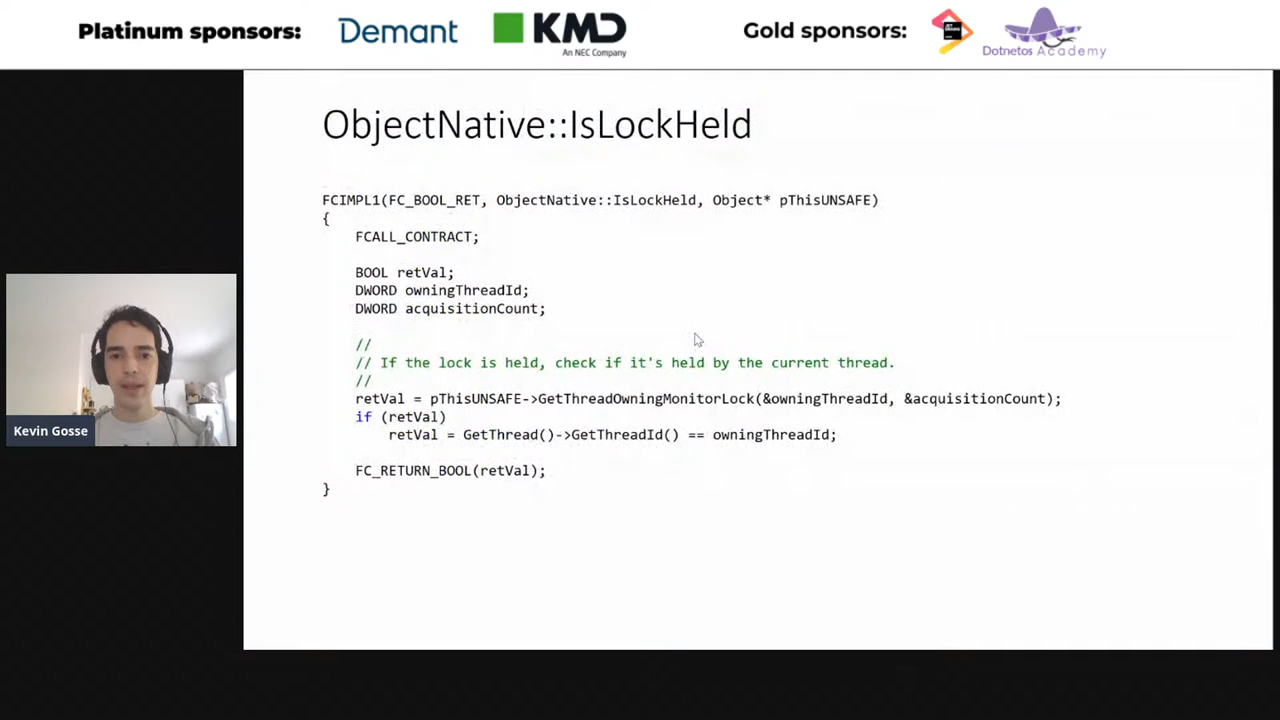 Platinum sponsors:
Demant
KMD
An NEC Company
Gold sponsors:
Dotnetos Academy
ObjectNative::IsLockHeld
FCIMPL1(FC_BOOL_RET, ObjectNative::IsLockHeld, Object* pThisUNSAFE)
{
    FCALL_CONTRACT;
    BOOL retVal;
    DWORD owningThreadId;
    DWORD acquisitionCount;
    //
    // If the lock is held, check if it's held by the current thread.
    //
    retVal = pThisUNSAFE->GetThreadOwningMonitorLock(&owningThreadId, &acquisitionCount);
    if (retVal)
        retVal = GetThread()->GetThreadId() == owningThreadId;
    FC_RETURN_BOOL(retVal);
}
Kevin Gosse